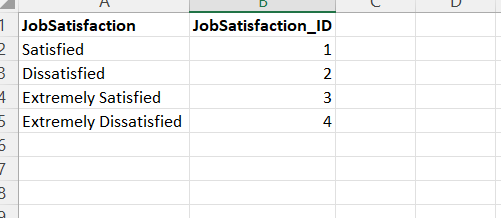 A B C D
1 JobSatisfaction JobSatisfaction_ID
2 Satisfied 1
3 Dissatisfied 2
4 Extremely Satisfied 3
5 Extremely Dissatisfied 4
6
7
8
9